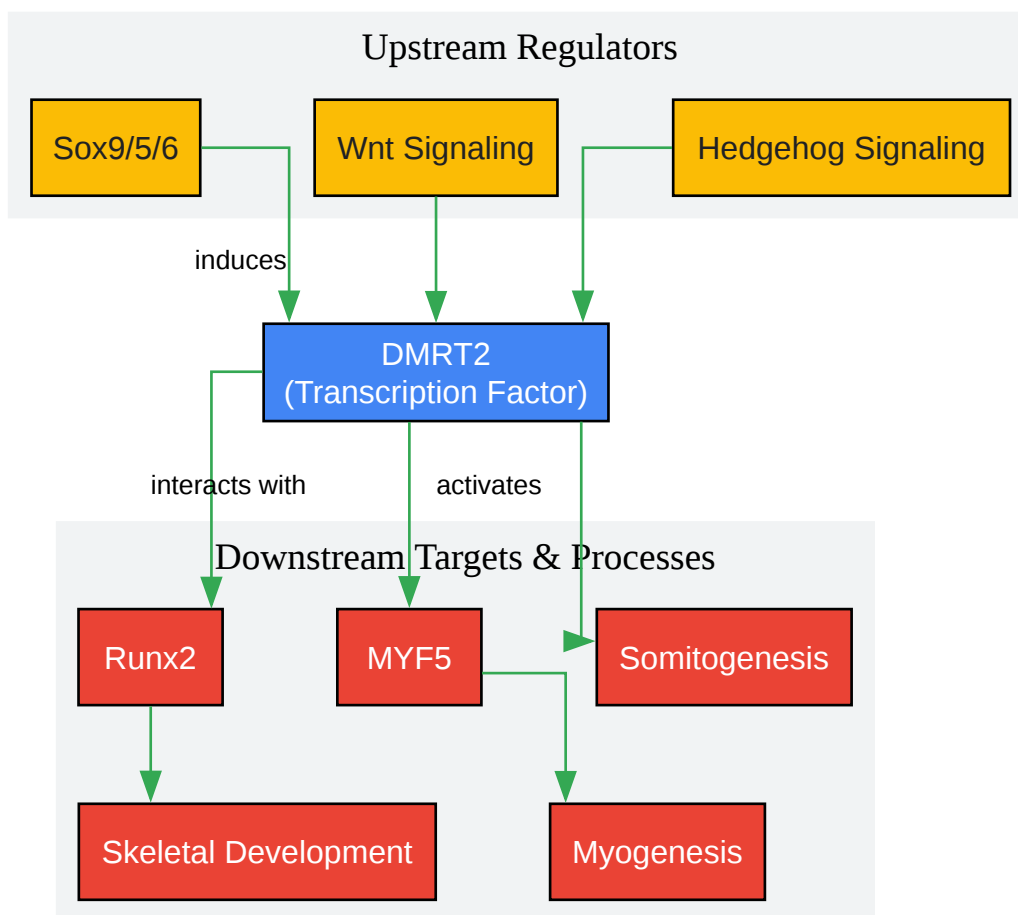 Upstream Regulators
Sox9/5/6
Wnt Signaling
Hedgehog Signaling
induces
DMRT2
(Transcription Factor)
interacts with
activates
Downstream Targets & Processes
Runx2
MYF5
Somitogenesis
Skeletal Development
Myogenesis